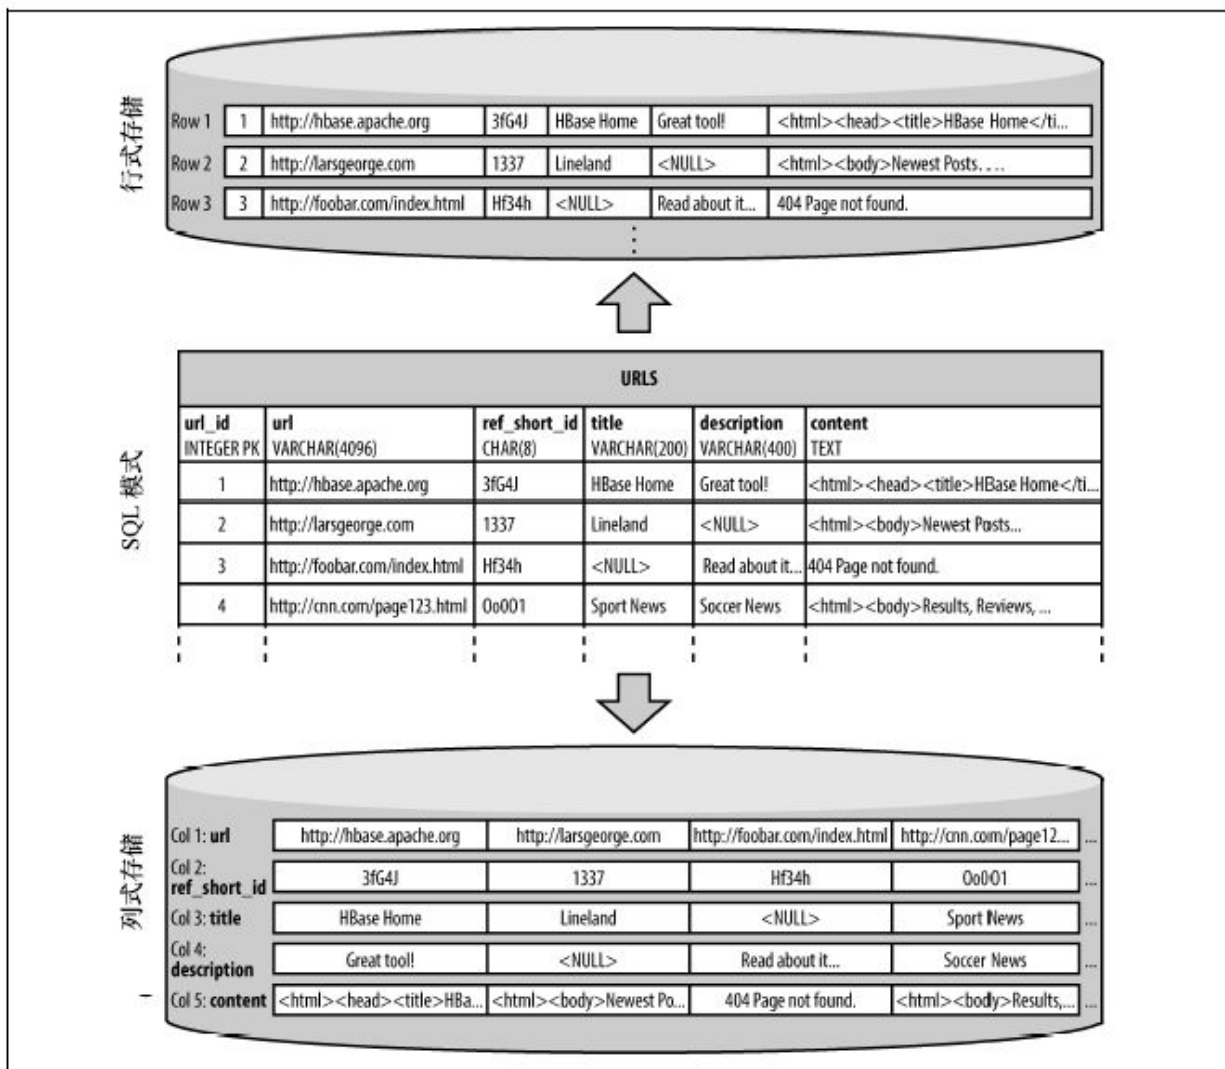 行式存储
Row 1 1 http://hbase.apache.org 3fG4J HBase Home Great tool! <html><head><title>HBase Home</ti...
Row 2 2 http://larsgeorge.com 1337 Lineland <NULL> <html><body>Newest Posts.....
Row 3 3 http://foobar.com/index.html Hf34h <NULL> Read about it... 404 Page not found.
SQL 模式
URLS
url_id url ref_short_id title description content
INTEGER PK VARCHAR(4096) CHAR(8) VARCHAR(200) VARCHAR(400) TEXT
1 http://hbase.apache.org 3fG4J HBase Home Great tool! <html><head><title>HBase Home</ti...
2 http://larsgeorge.com 1337 Lineland <NULL> <html><body>Newest Posts...
3 http://foobar.com/index.html Hf34h <NULL> Read about it... 404 Page not found.
4 http://cnn.com/page123.html Oo001 Sport News Soccer News <html><body>Results, Reviews, ...
列式存储
Col 1: url http://hbase.apache.org http://larsgeorge.com http://foobar.com/index.html http://cnn.com/page12... ...
Col 2:
ref_short_id 3fG4J 1337 Hf34h Oo001 ...
Col 3: title HBase Home Lineland <NULL> Sport News ...
Col 4:
description Great tool! <NULL> Read about it... Soccer News ...
Col 5: content <html><head><title>HBa... <html><body>Newest Po... 404 Page not found. <html><body>Results,... ...